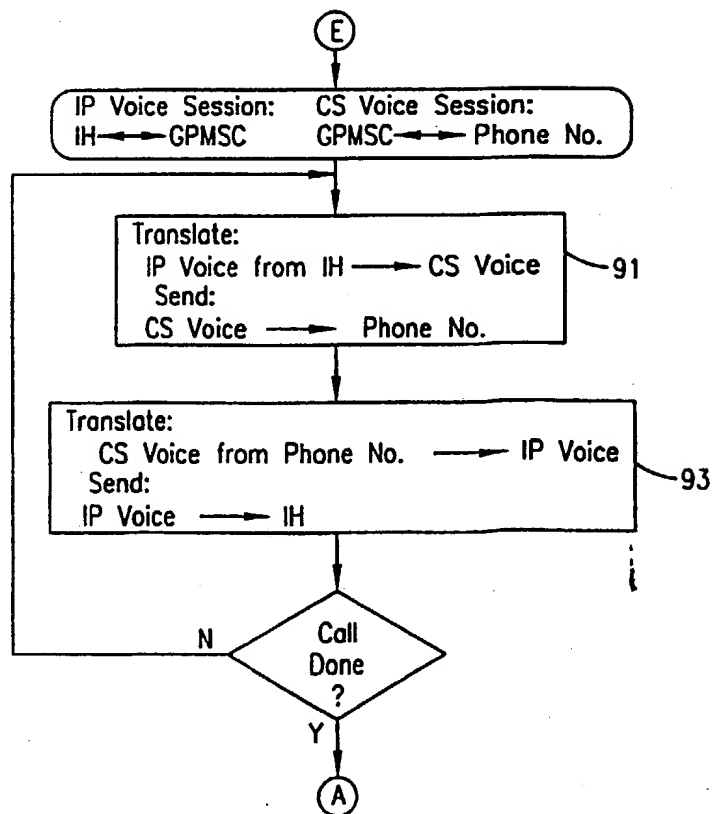 E
IP Voice Session: CS Voice Session:
IH GPMSC GPMSC Phone No.
Translate:
IP Voice from IH CS Voice
Send:
CS Voice Phone No.
91
Translate:
CS Voice from Phone No. IP Voice
Send:
IP Voice IH
93
N
Call
Done
?
Y
A